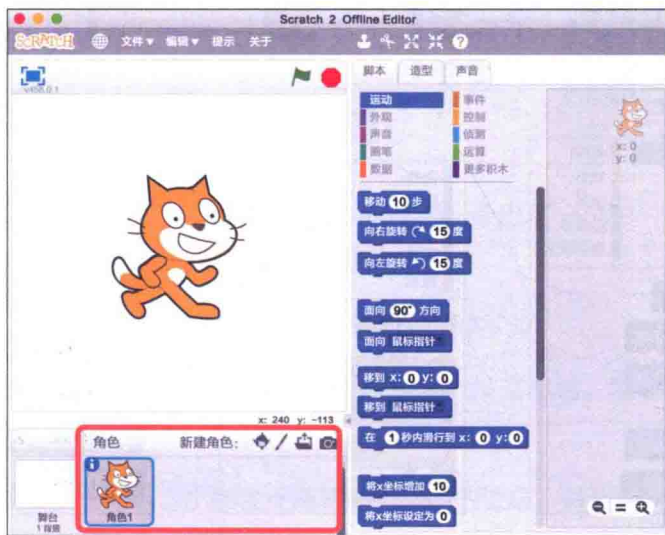 Scratch 2 Offline Editor
SCRATCH 文件▼ 编辑▼ 提示 关于
v458.0.1
脚本 造型 声音
运动 事件
外观 控制
声音 侦测
画笔 运算
数据 更多积木
x: 0
y: 0
移动 10 步
向右旋转 15 度
向左旋转 15 度
面向 90° 方向
面向 鼠标指针
移到 x: 0 y: 0
移到 鼠标指针
在 1 秒内滑行到 x: 0 y: 0
将x坐标增加 10
将x坐标设定为 0
x: 240 y: -113
角色 新建角色:
舞台
1 背景
角色1